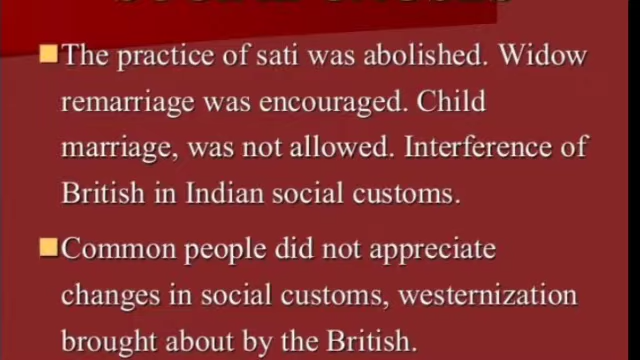 The practice of sati was abolished. Widow
remarriage was encouraged. Child
marriage, was not allowed. Interference of
British in Indian social customs.
Common people did not appreciate
changes in social customs, westernization
brought about by the British.